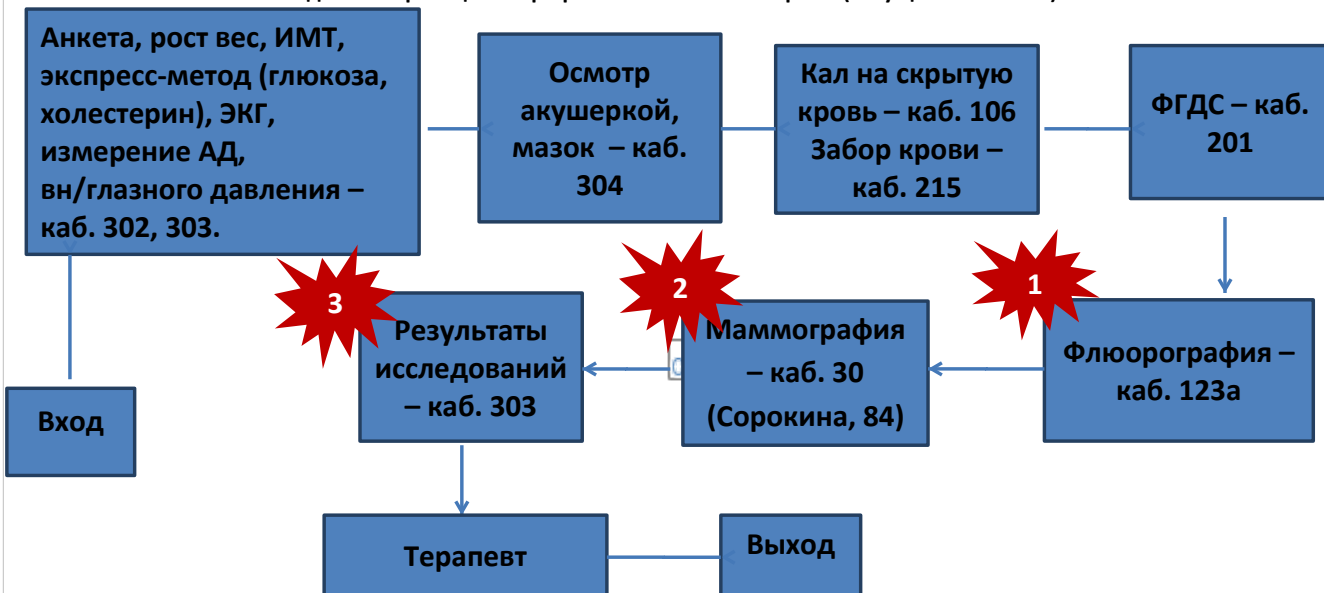 Анкета, рост вес, ИМТ,
экспресс-метод (глюкоза,
холестерин), ЭКГ,
измерение АД,
вн/глазного давления –
каб. 302, 303.
Осмотр
акушеркой,
мазок – каб.
304
Кал на скрытую
кровь – каб. 106
Забор крови –
каб. 215
ФГДС – каб.
201
1
Флюорография –
каб. 123а
2
Маммография
– каб. 30
(Сорокина, 84)
3
Результаты
исследований
– каб. 303
Вход
Терапевт
Выход